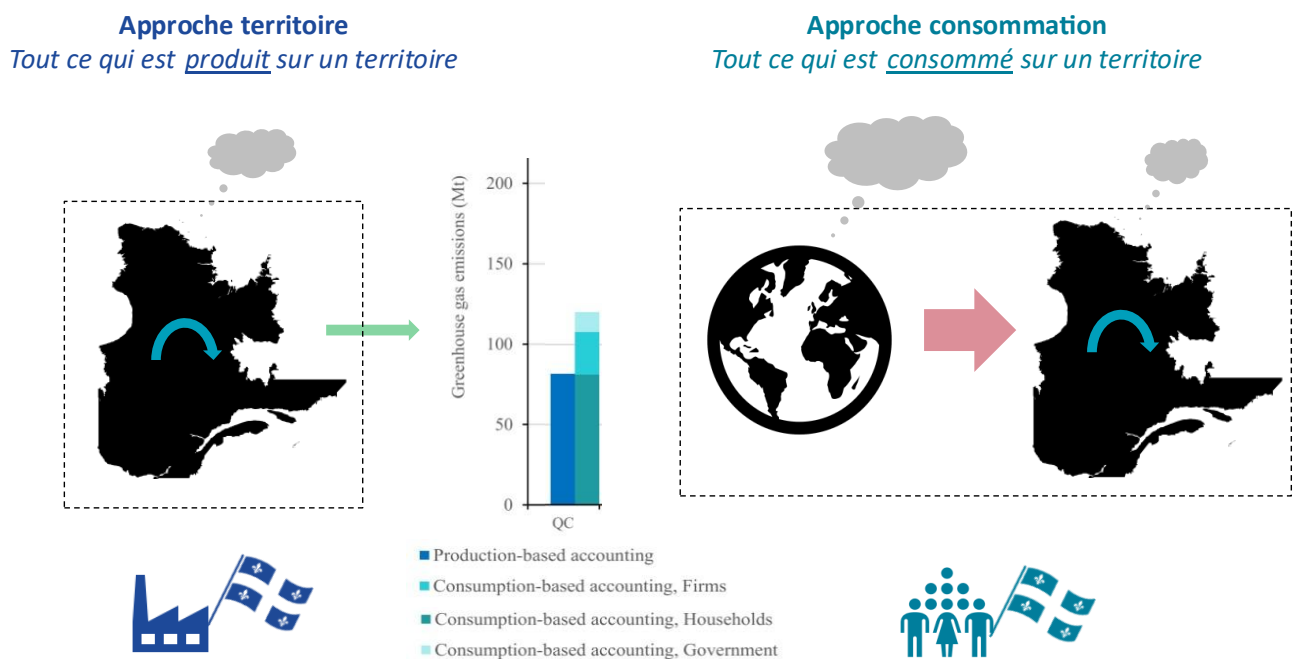 Approche territoire
Tout ce qui est produit sur un territoire
Approche consommation
Tout ce qui est consommé sur un territoire
Greenhouse gas emissions (Mt)
200
150
100
50
0
QC
Production-based accounting
Consumption-based accounting, Firms
Consumption-based accounting, Households
Consumption-based accounting, Government